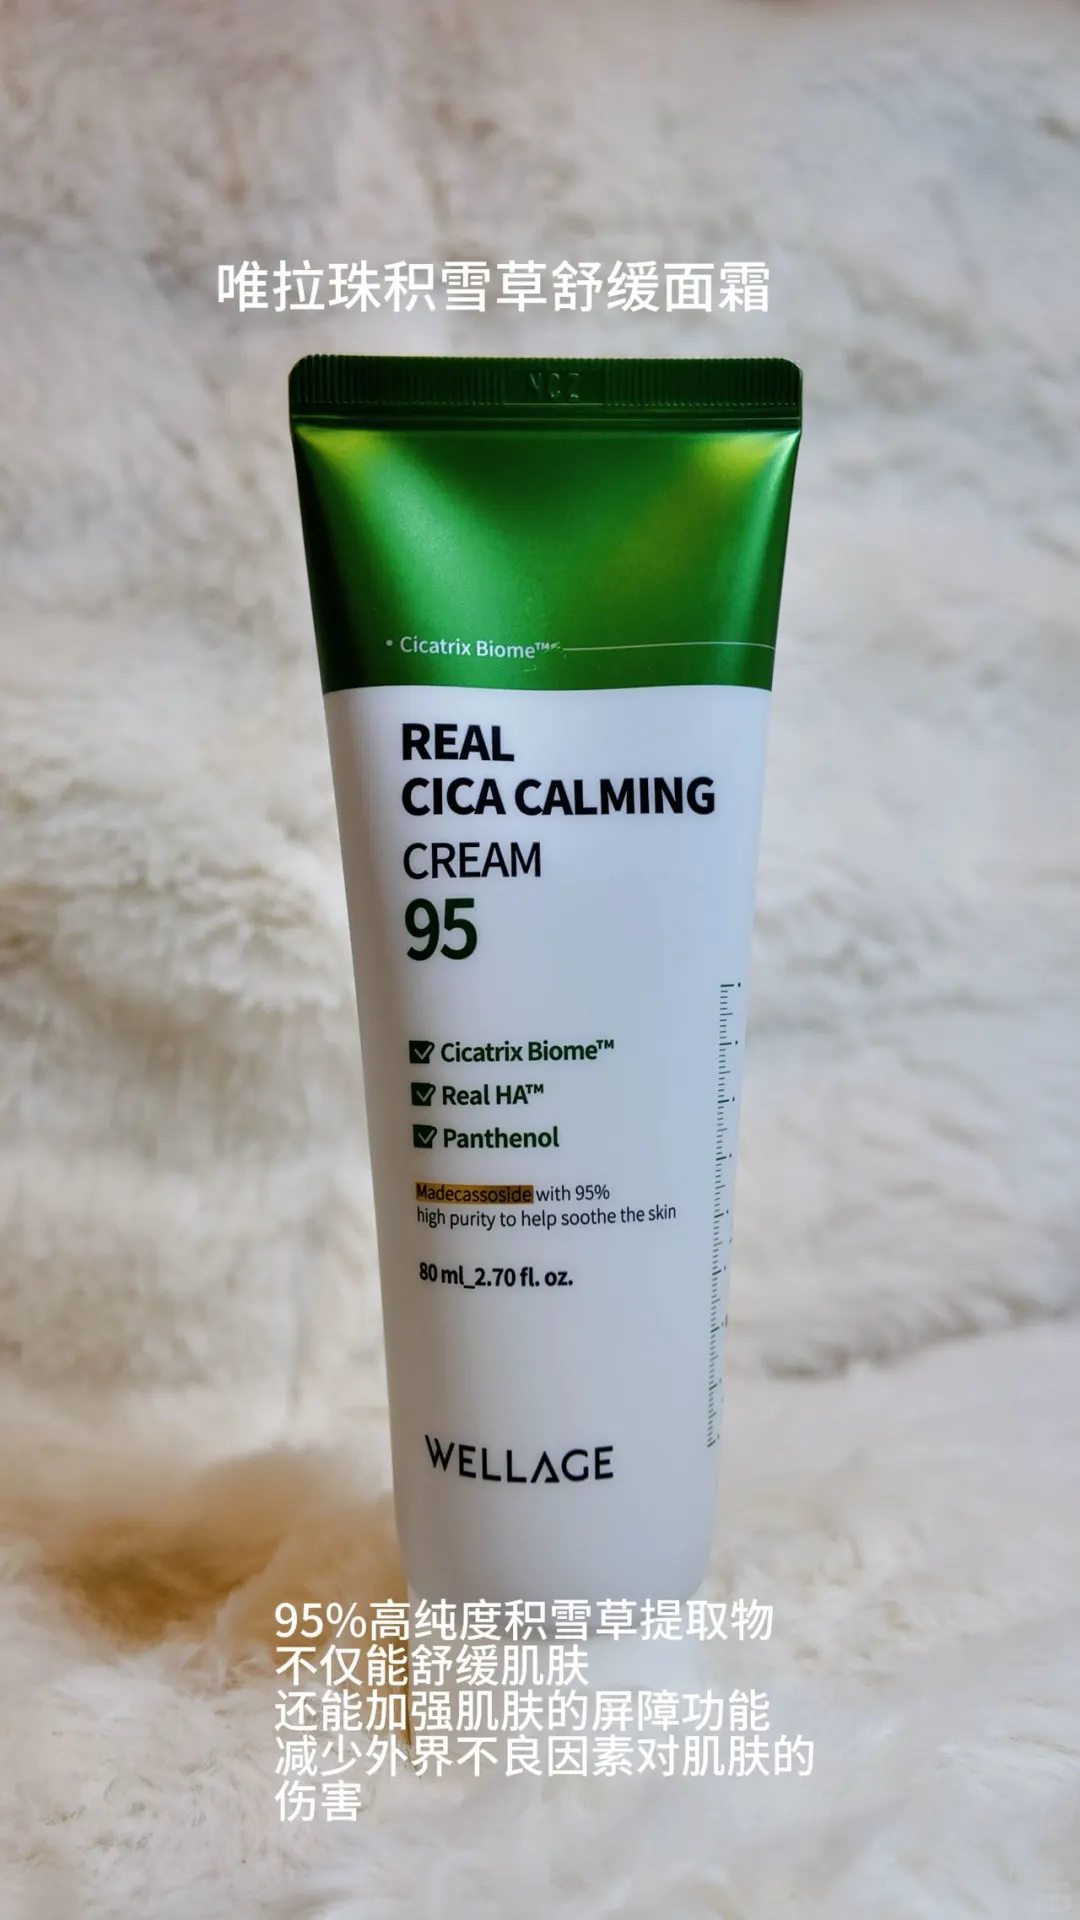 唯拉珠积雪草舒缓面霜
• Cicatrix Biome™
REAL
CICA CALMING
CREAM
95
Cicatrix Biome™
Real HA™
Panthenol
Madecassoside with 95%
high purity to help soothe the skin
80 ml_2.70 fl. oz.
WELLAGE
95%高纯度积雪草提取物
不仅能舒缓肌肤
还能加强肌肤的屏障功能
减少外界不良因素对肌肤的
伤害